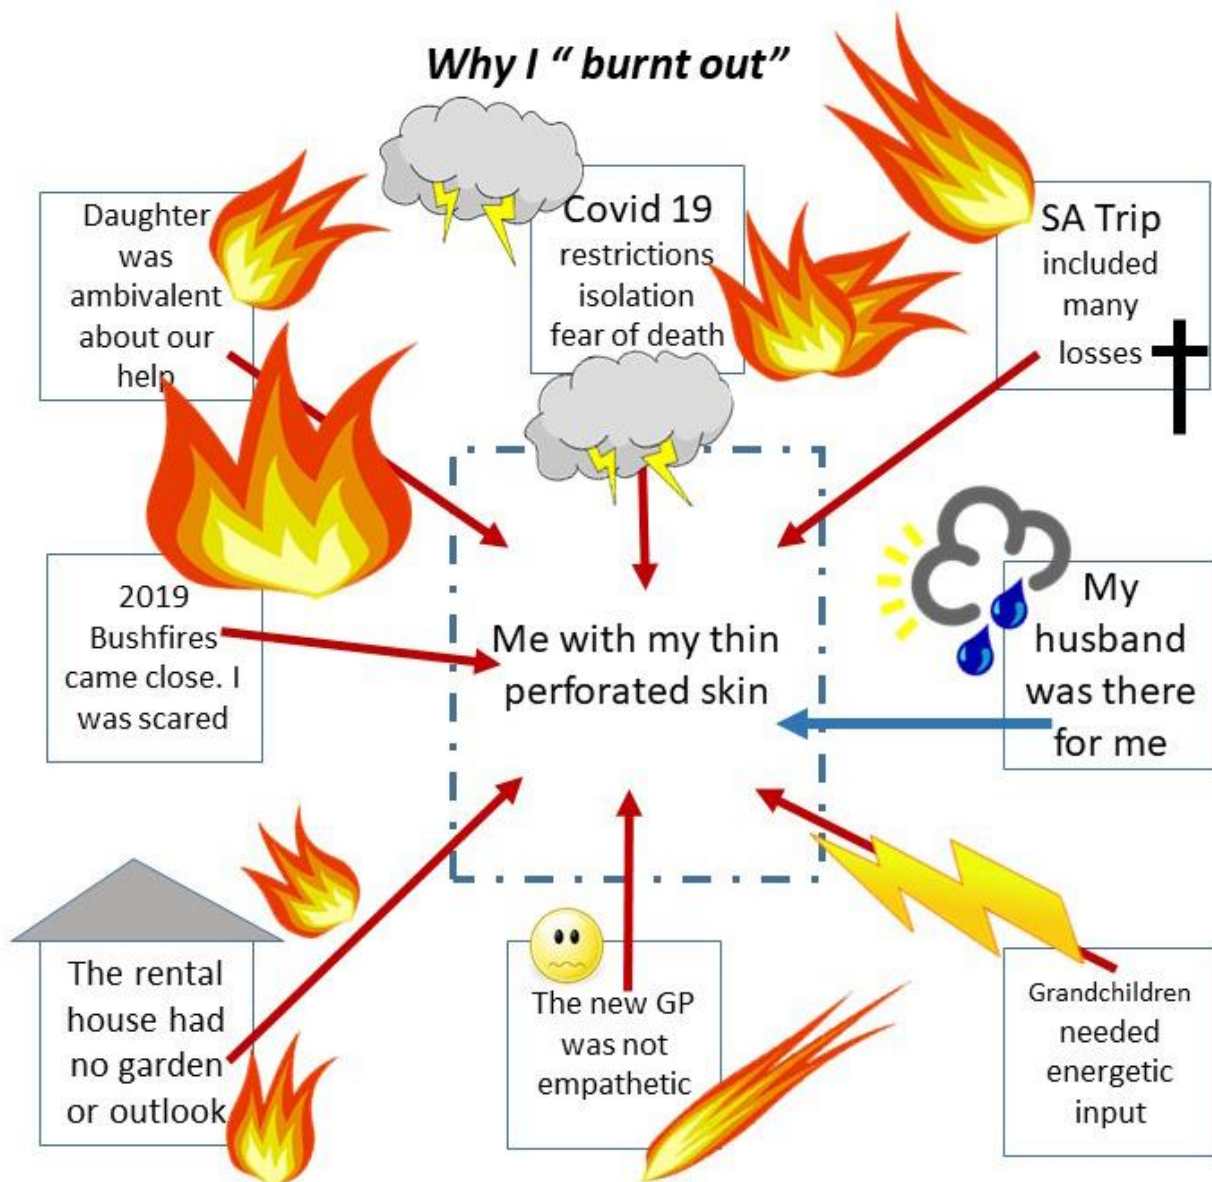 Why I “ burnt out”
Daughter
was
ambivalent
about our
help
Covid 19
restrictions
isolation
fear of death
SA Trip
included
many
losses
2019
Bushfires
came close. I
was scared
Me with my thin
perforated skin
My
husband
was there
for me
The rental
house had
no garden
or outlook
The new GP
was not
empathetic
Grandchildren
needed
energetic
input